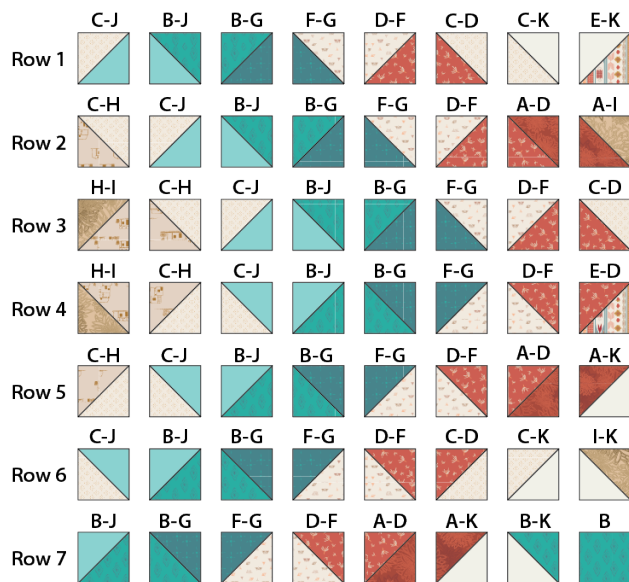 C-J B-J B-G F-G D-F C-D C-K E-K
Row 1
C-H C-J B-J B-G F-G D-F A-D A-I
Row 2
H-I C-H C-J B-J B-G F-G D-F C-D
Row 3
H-I C-H C-J B-J B-G F-G D-F E-D
Row 4
C-H C-J B-J B-G F-G D-F A-D A-K
Row 5
C-J B-J B-G F-G D-F C-D C-K I-K
Row 6
B-J B-G F-G D-F A-D A-K B-K B
Row 7